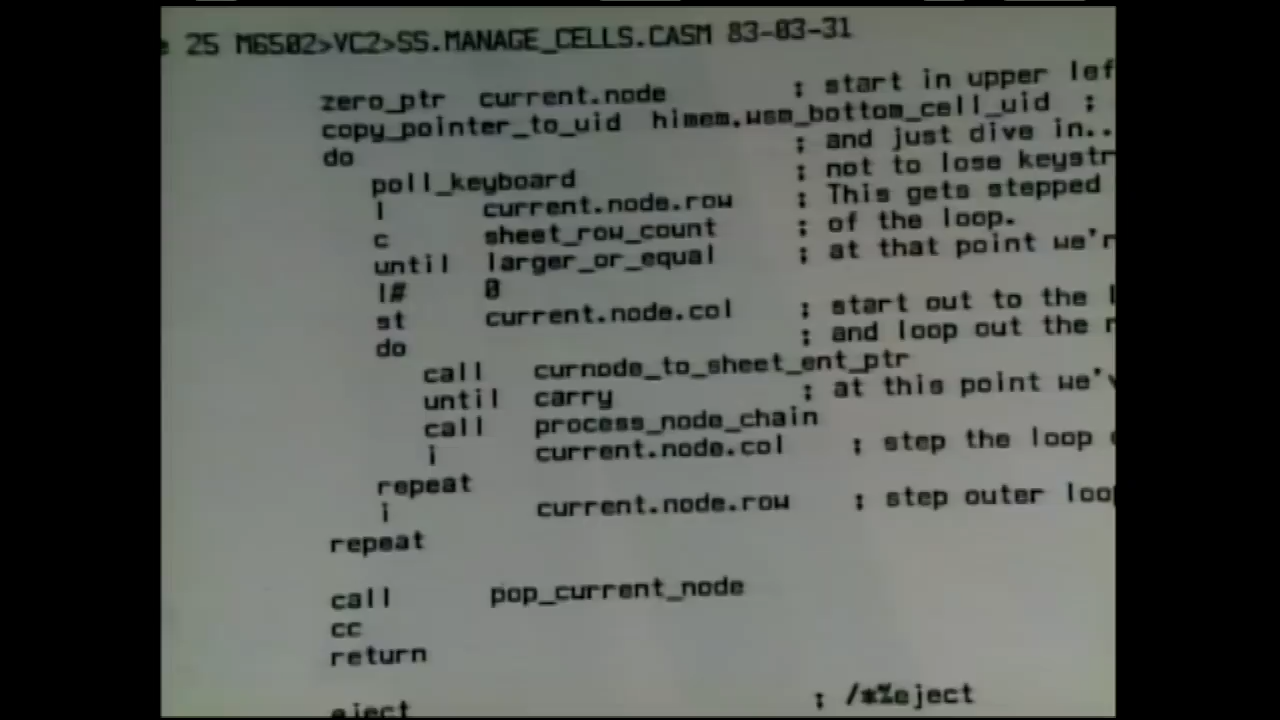 25 M6502>VC2>SS.MANAGE_CELLS.CASM 83-03-31
zero_ptr current.node ; start in upper lef
copy_pointer_to_uid himem.wsm_bottom_cell_uid ;
do ; and just dive in..
poll_keyboard ; not to lose keystr
l current.node.row ; This gets stepped
c sheet_row_count ; of the loop.
until larger_or_equal ; at that point we'r
l# 0
st current.node.col ; start out to the l
do ; and loop out the r
call curnode_to_sheet_ent_ptr
until carry ; at this point we'v
call process_node_chain
i current.node.col ; step the loop
repeat
i current.node.row ; step outer loop
repeat
call pop_current_node
cc
return
eject ; /*%eject